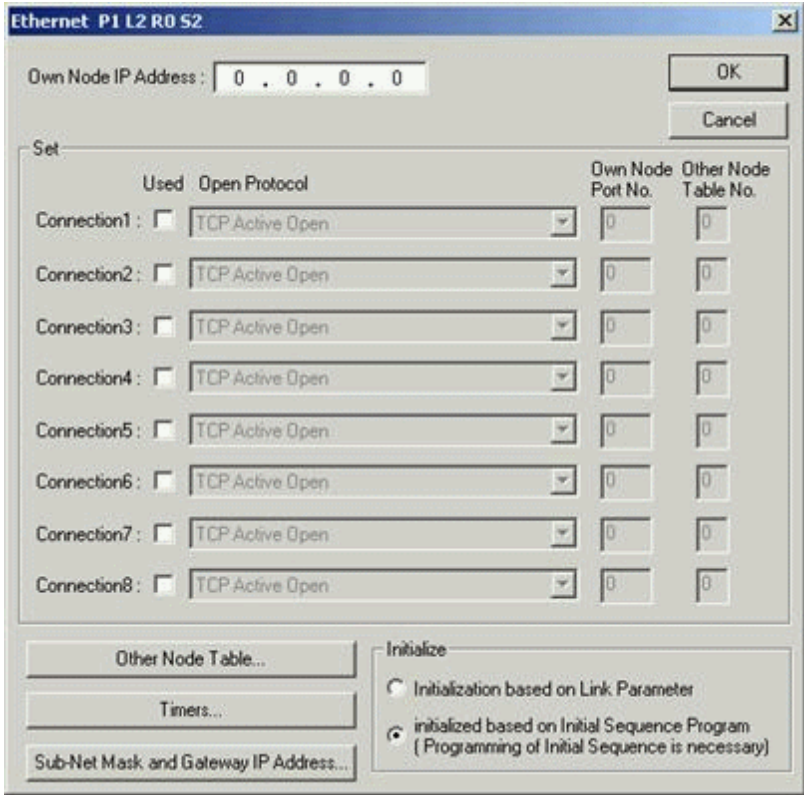 Ethernet P1 L2 R0 S2
Own Node IP Address : 0 . 0 . 0 . 0
OK
Cancel
Set
Used Open Protocol Own Node Port No. Other Node Table No.
Connection1 : TCP Active Open 0 0
Connection2 : TCP Active Open 0 0
Connection3 : TCP Active Open 0 0
Connection4 : TCP Active Open 0 0
Connection5 : TCP Active Open 0 0
Connection6 : TCP Active Open 0 0
Connection7 : TCP Active Open 0 0
Connection8 : TCP Active Open 0 0
Other Node Table...
Timers...
Sub-Net Mask and Gateway IP Address...
Initialize
Initialization based on Link Parameter
initialized based on Initial Sequence Program
( Programming of Initial Sequence is necessary)